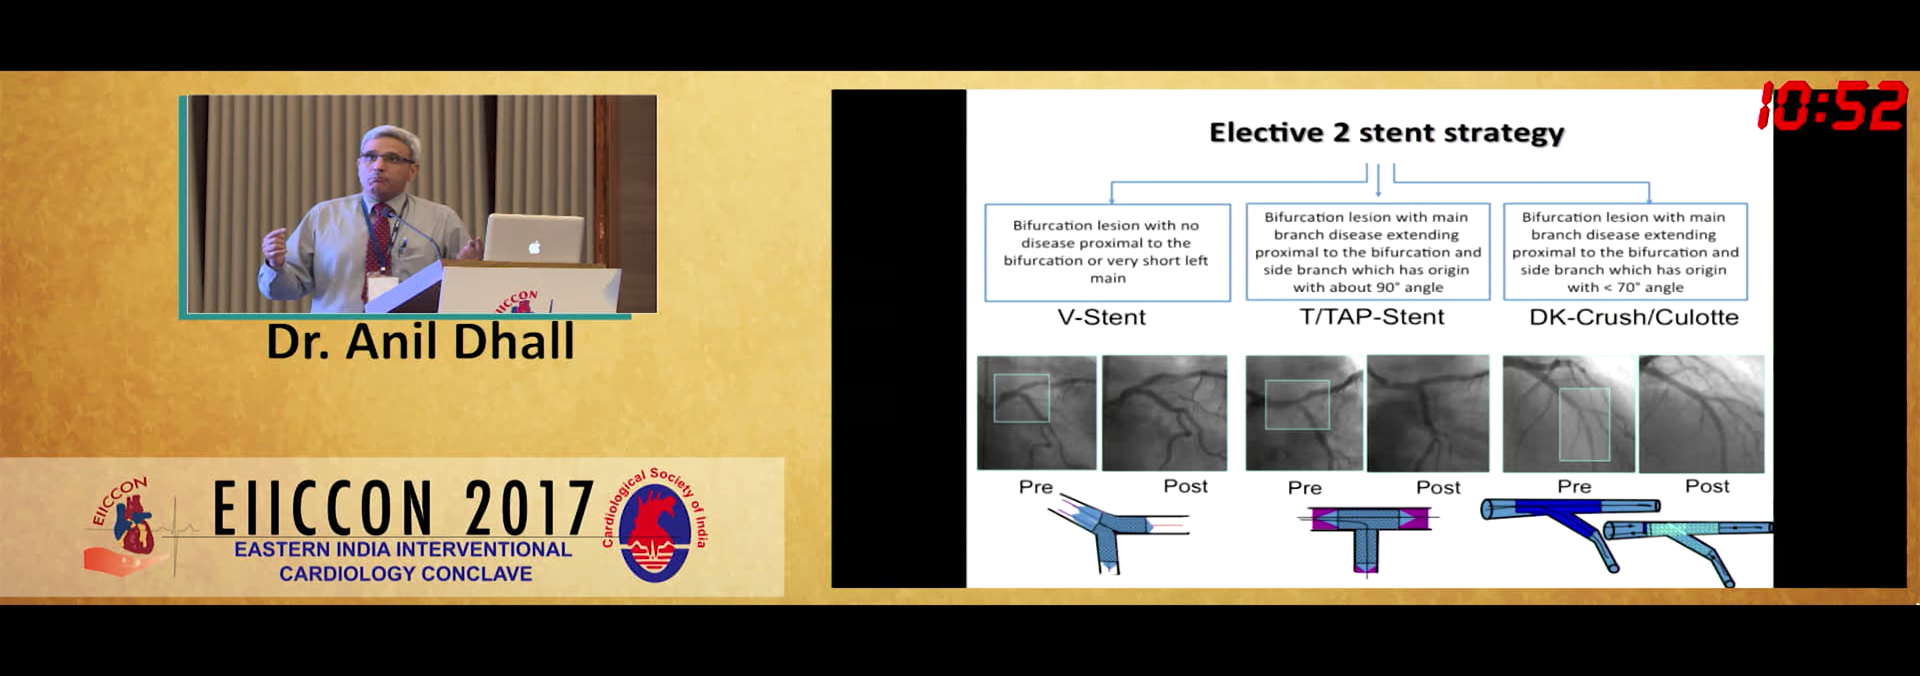 10:52
Elective 2 stent strategy
Bifurcation lesion with no
disease proximal to the
bifurcation or very short left
main
Bifurcation lesion with main
branch disease extending
proximal to the bifurcation and
side branch which has origin
with about 90° angle
Bifurcation lesion with main
branch disease extending
proximal to the bifurcation and
side branch which has origin
with < 70° angle
V-Stent
T/TAP-Stent
DK-Crush/Culotte
Pre
Post
Pre
Post
Pre
Post
EIICCON
Dr. Anil Dhall
EIICCON
EIICCON 2017
EASTERN INDIA INTERVENTIONAL
CARDIOLOGY CONCLAVE
Cardiological Society of India